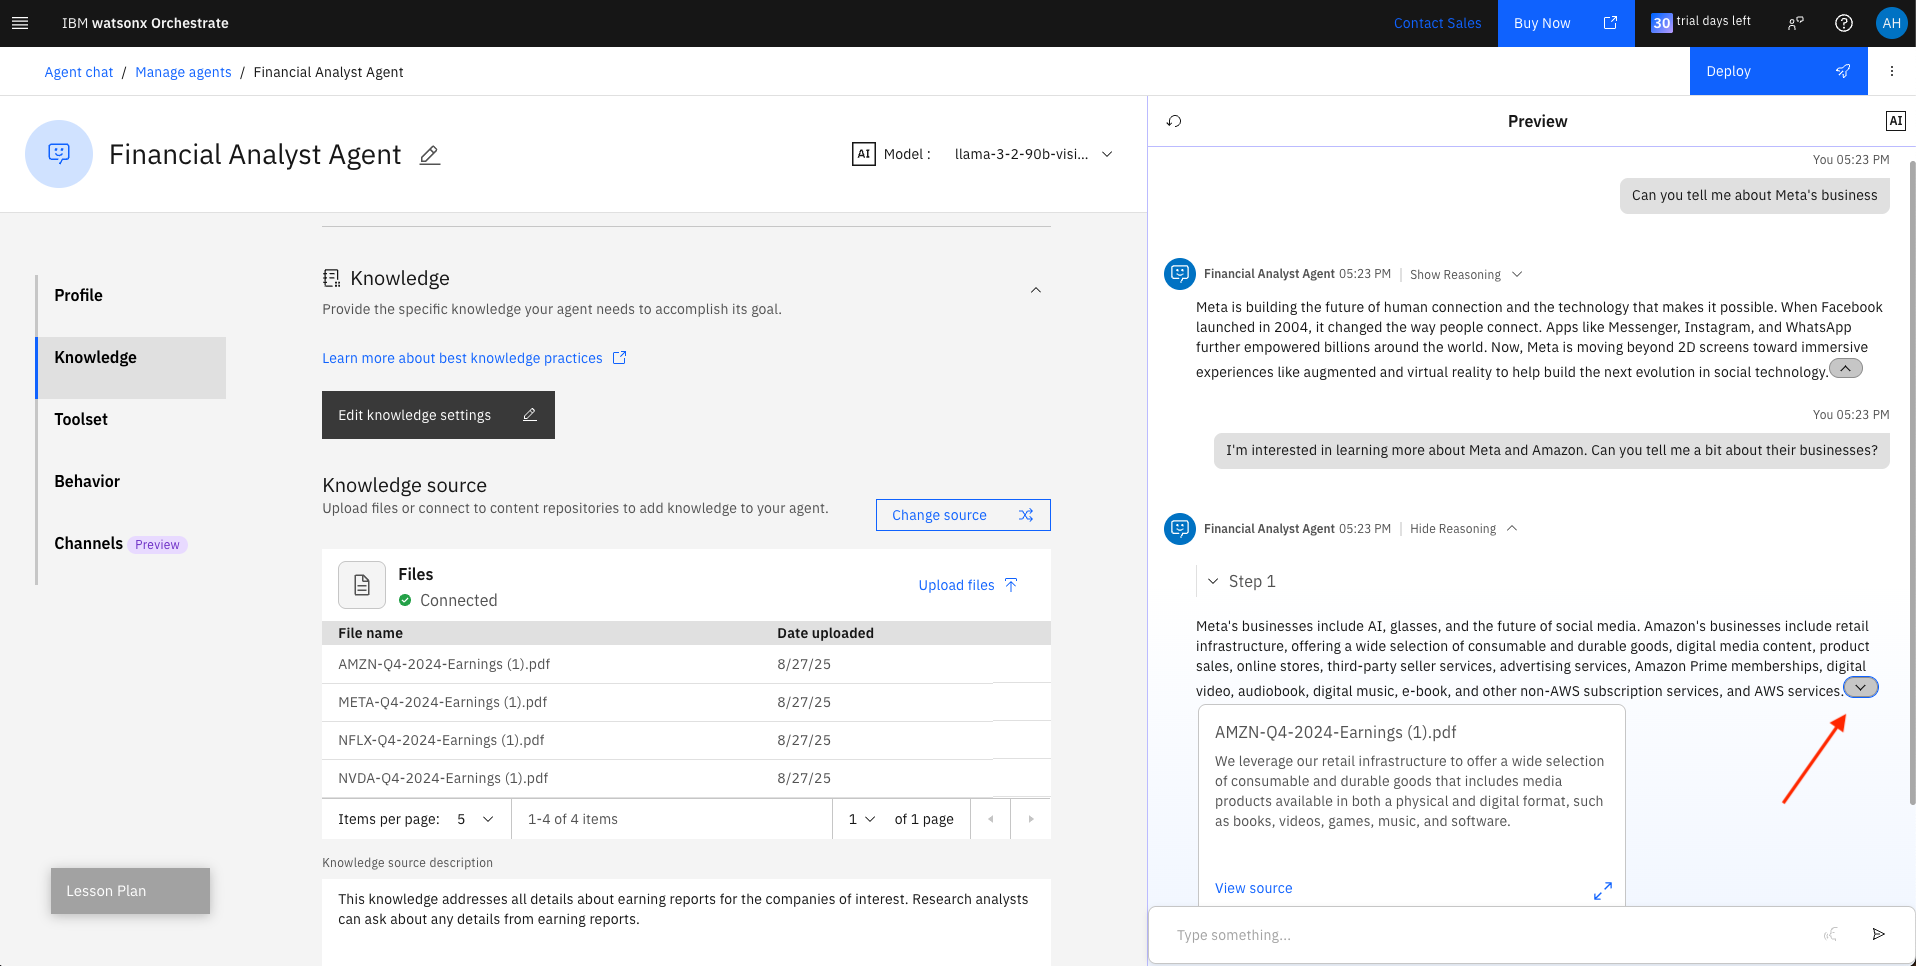 IBM watsonx Orchestrate
Contact Sales
Buy Now
30 trial days left
AH
Agent chat / Manage agents / Financial Analyst Agent
Deploy
Financial Analyst Agent
AI Model : llama-3-2-90b-visi...
Profile
Knowledge
Toolset
Behavior
Channels Preview
Lesson Plan
Knowledge
Provide the specific knowledge your agent needs to accomplish its goal.
Learn more about best knowledge practices
Edit knowledge settings
Knowledge source
Upload files or connect to content repositories to add knowledge to your agent.
Change source
Files
Connected
Upload files
File name Date uploaded
AMZN-Q4-2024-Earnings (1).pdf 8/27/25
META-Q4-2024-Earnings (1).pdf 8/27/25
NFLX-Q4-2024-Earnings (1).pdf 8/27/25
NVDA-Q4-2024-Earnings (1).pdf 8/27/25
Items per page: 5 1-4 of 4 items 1 of 1 page
Knowledge source description
This knowledge addresses all details about earning reports for the companies of interest. Research analysts
can ask about any details from earning reports.
Preview
AI
You 05:23 PM
Can you tell me about Meta's business
Financial Analyst Agent 05:23 PM | Show Reasoning
Meta is building the future of human connection and the technology that makes it possible. When Facebook
launched in 2004, it changed the way people connect. Apps like Messenger, Instagram, and WhatsApp
further empowered billions around the world. Now, Meta is moving beyond 2D screens toward immersive
experiences like augmented and virtual reality to help build the next evolution in social technology.
You 05:23 PM
I'm interested in learning more about Meta and Amazon. Can you tell me a bit about their businesses?
Financial Analyst Agent 05:23 PM | Hide Reasoning
Step 1
Meta's businesses include AI, glasses, and the future of social media. Amazon's businesses include retail
infrastructure, offering a wide selection of consumable and durable goods, digital media content, product
sales, online stores, third-party seller services, advertising services, Amazon Prime memberships, digital
video, audiobook, digital music, e-book, and other non-AWS subscription services, and AWS services.
AMZN-Q4-2024-Earnings (1).pdf
We leverage our retail infrastructure to offer a wide selection
of consumable and durable goods that includes media
products available in both a physical and digital format, such
as books, videos, games, music, and software.
View source
Type something...